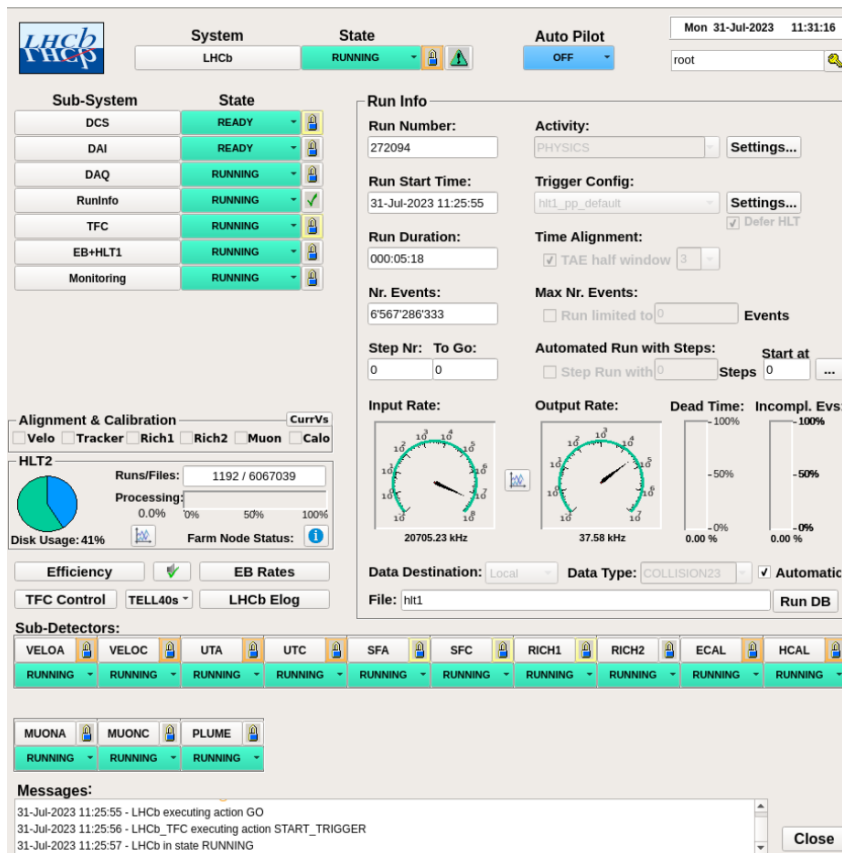 LHCb
System State Auto Pilot Mon 31-Jul-2023 11:31:16
LHCb RUNNING OFF root
Sub-System State
DCS READY
DAI READY
DAQ RUNNING
RunInfo RUNNING
TFC RUNNING
EB+HLT1 RUNNING
Monitoring RUNNING
Run Info
Run Number: Activity:
272094 PHYSICS Settings...
Run Start Time: Trigger Config:
31-Jul-2023 11:25:55 hlt1_pp_default Settings...
Defer HLT
Run Duration: Time Alignment:
000:05:18 TAE half window 3
Nr. Events: Max Nr. Events:
6'567'286'333 Run limited to 0 Events
Step Nr: To Go: Automated Run with Steps: Start at
0 0 Step Run with 0 Steps 0 ...
Input Rate: Output Rate: Dead Time: Incompl. Evs:
100% 100%
50% 50%
0% 0%
20705.23 kHz 37.58 kHz 0.00 % 0.00 %
Alignment & Calibration CurrVs
Velo Tracker Rich1 Rich2 Muon Calo
HLT2
Runs/Files: 1192 / 6067039
Processing:
0.0% 0% 50% 100%
Disk Usage: 41% Farm Node Status:
Efficiency EB Rates
TFC Control TELL40s LHCb Elog
Data Destination: Local Data Type: COLLISION23 Automatic
File: hlt1 Run DB
Sub-Detectors:
VELOA VELOC UTA UTC SFA SFC RICH1 RICH2 ECAL HCAL
RUNNING RUNNING RUNNING RUNNING RUNNING RUNNING RUNNING RUNNING RUNNING RUNNING
MUONA MUONC PLUME
RUNNING RUNNING RUNNING
Messages:
31-Jul-2023 11:25:55 - LHCb executing action GO
31-Jul-2023 11:25:56 - LHCb_TFC executing action START_TRIGGER
31-Jul-2023 11:25:57 - LHCb in state RUNNING
Close